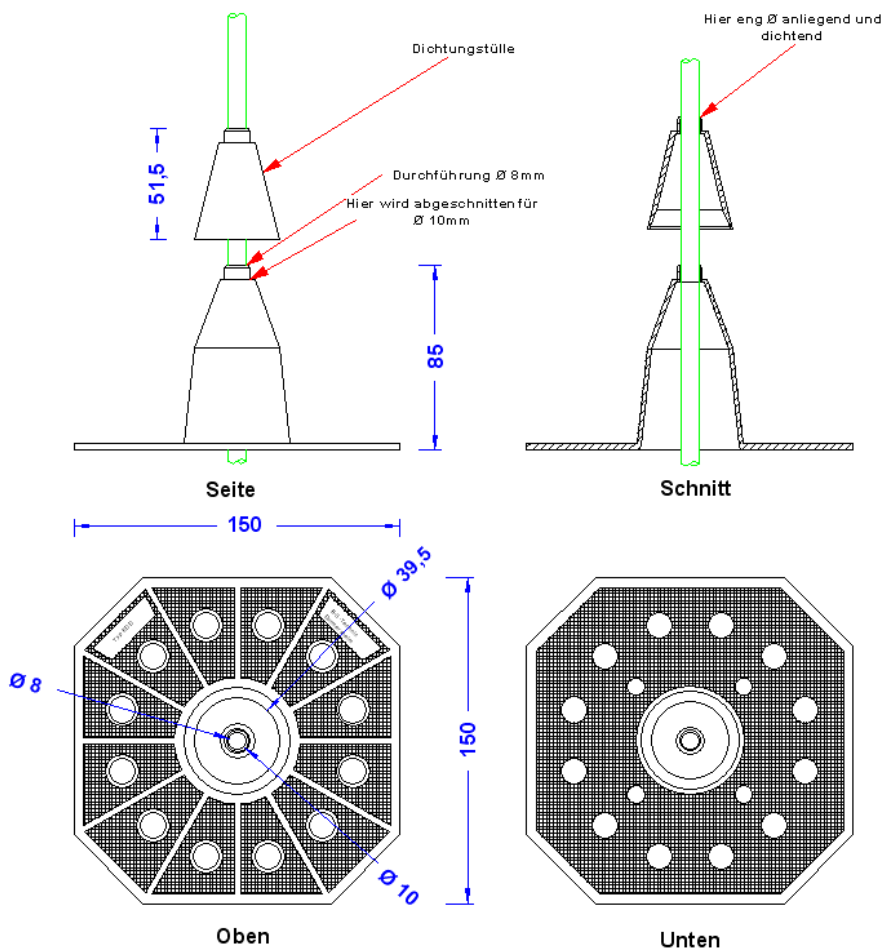 Hier eng Ø anliegend und
dichtend
Dichtungstülle
51,5
Durchführung Ø 8mm
Hier wird abgeschnitten für
Ø 10mm
85
Seite
Schnitt
150
Ø 39,5
Ø 8
150
Ø 10
Oben
Unten